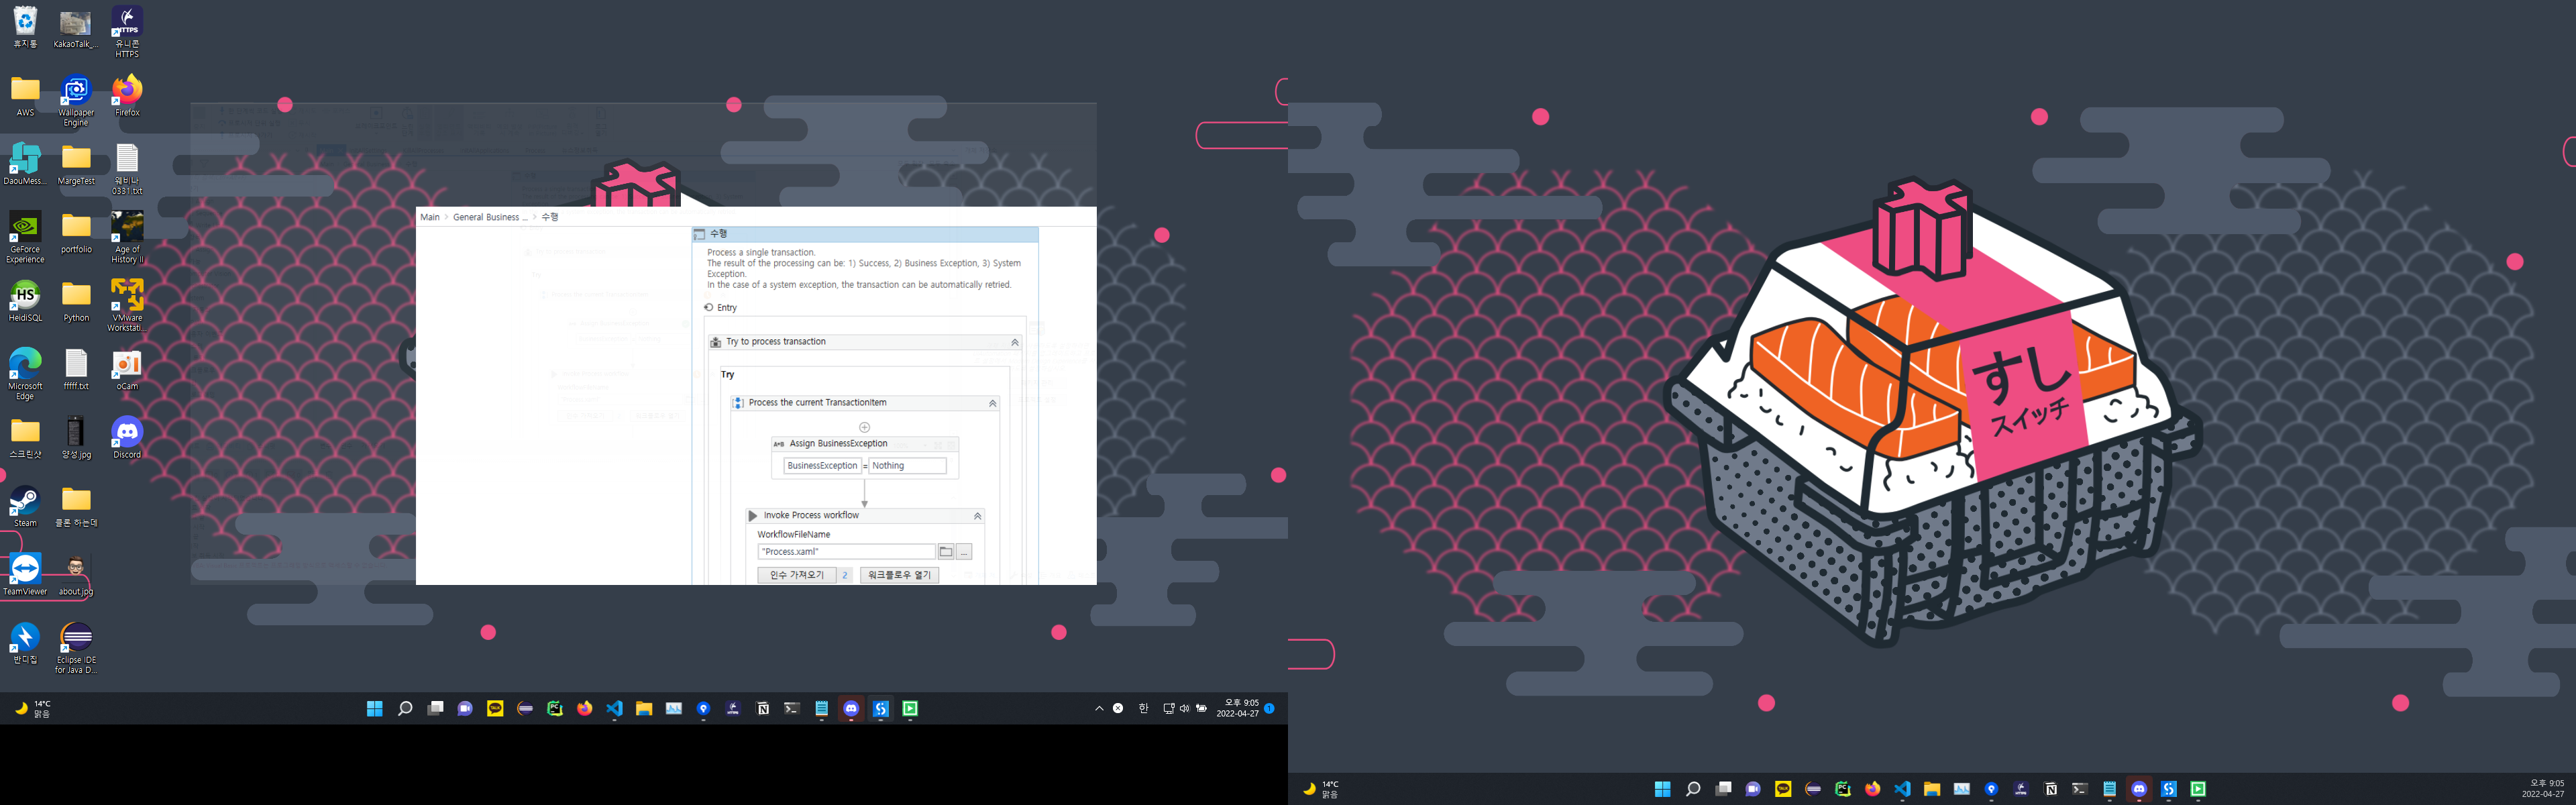 휴지통
KakaoTalk_...
유니콘
HTTPS
AWS
Wallpaper
Engine
Firefox
DaouMess...
MargeTest
웨비나
0331.txt
GeForce
Experience
portfolio
Age of
History II
HeidiSQL
Python
VMware
Workstati...
Microsoft
Edge
fffff.txt
oCam
스크린샷
양성.jpg
Discord
Steam
클론 하는데
TeamViewer
about.jpg
반디집
Eclipse IDE
for Java D...
Main > General Business ... > 수행
수행
Process a single transaction.
The result of the processing can be: 1) Success, 2) Business Exception, 3) System
Exception.
In the case of a system exception, the transaction can be automatically retried.
Entry
Try to process transaction
Try
Process the current TransactionItem
A+B Assign BusinessException
BusinessException = Nothing
Invoke Process workflow
WorkflowFileName
"Process.xaml"
...
인수 가져오기 2 워크플로우 열기
14°C
맑음
한
오후 9:05
2022-04-27
1
すし
スイッチ
14°C
맑음
오후 9:05
2022-04-27